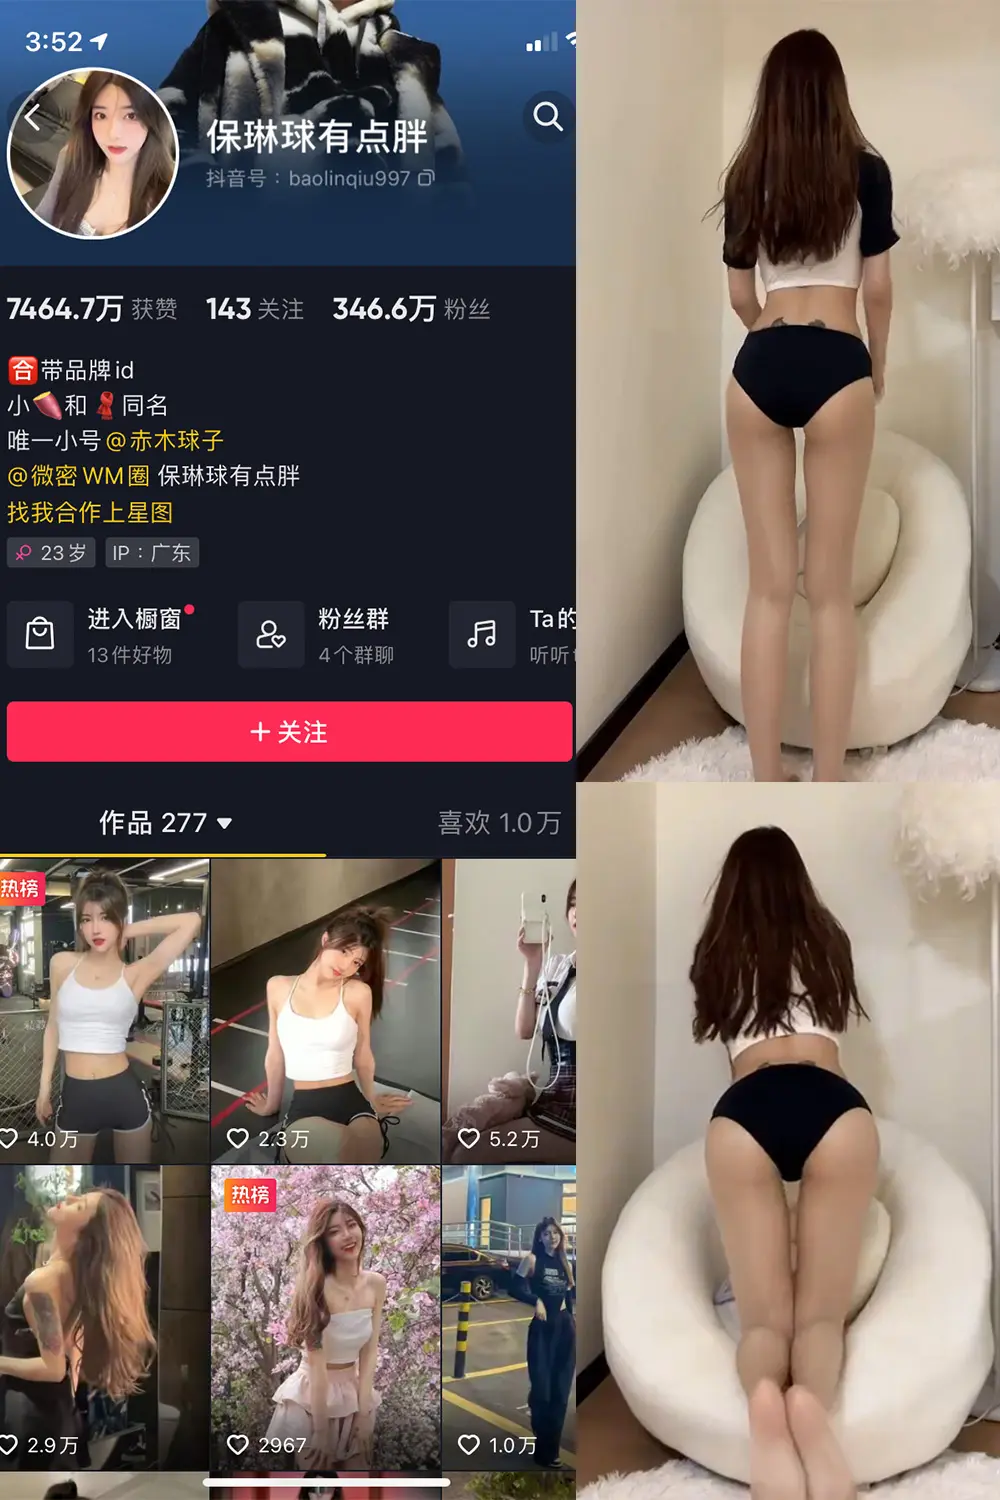 3:52
保琳球有点胖
抖音号：baolinqiu997
7464.7万 获赞 143 关注 346.6万 粉丝
合 带品牌id
小🍠和🧣同名
唯一小号@赤木球子
@微密WM圈 保琳球有点胖
找我合作上星图
23岁 IP：广东
进入橱窗 粉丝群 Ta的
13件好物 4个群聊 听听
+ 关注
作品 277 喜欢 1.0万
热榜
4.0万 2.3万 5.2万
热榜
2.9万 2967 1.0万